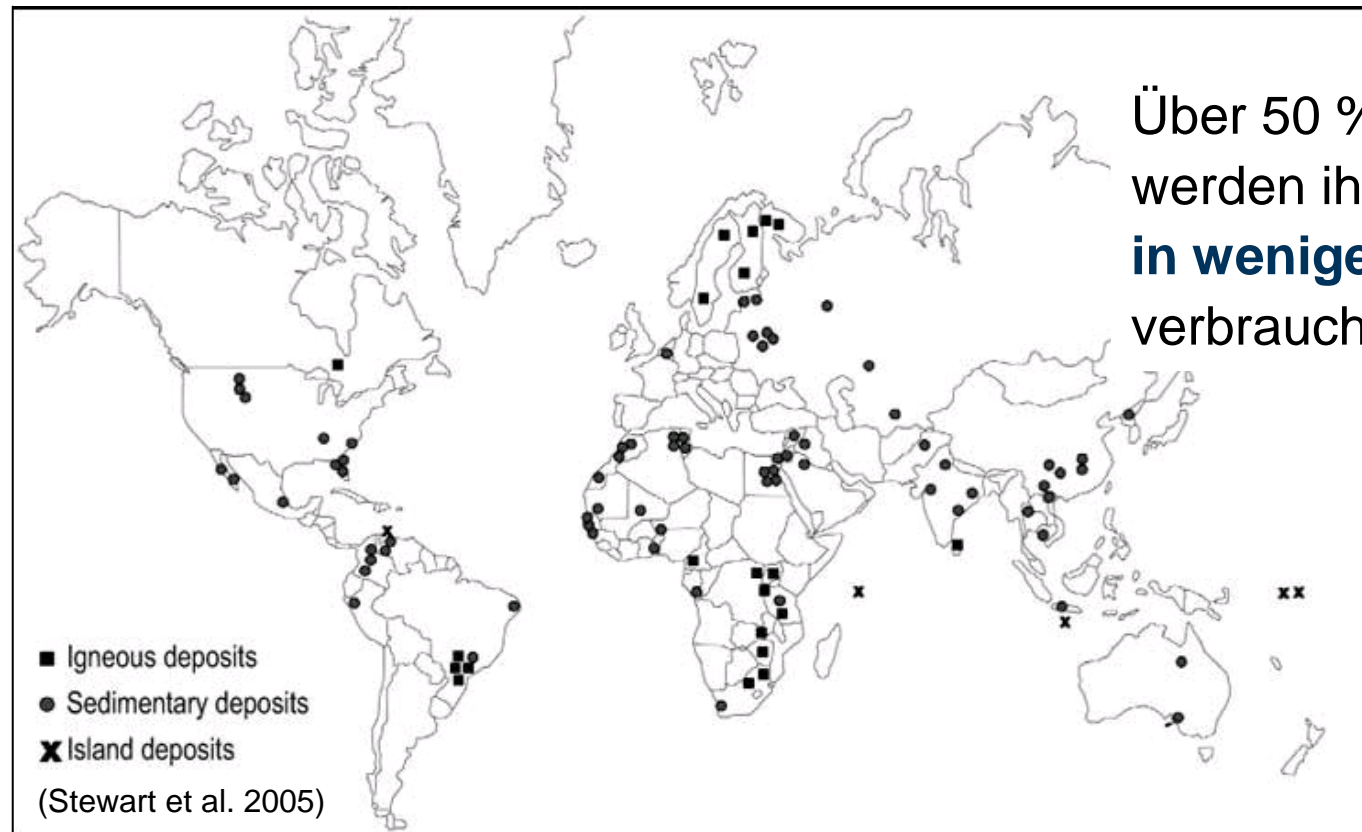 Über 50 %
werden ih
in wenige
verbrauch
Igneous deposits
Sedimentary deposits
Island deposits
(Stewart et al. 2005)